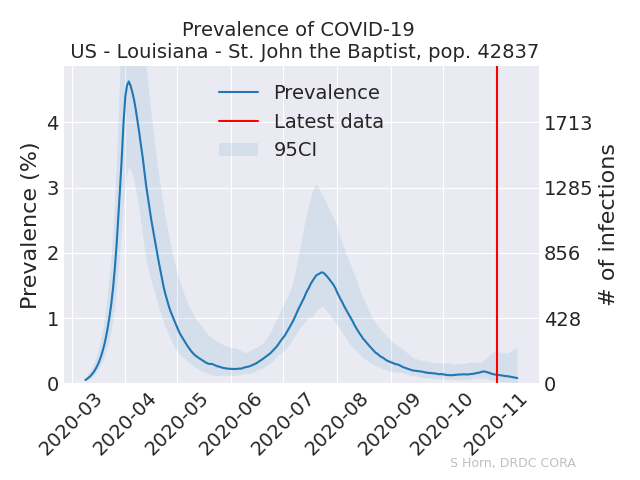 Prevalence of COVID-19
US - Louisiana - St. John the Baptist, pop. 42837
Prevalence
Latest data
95CI
Prevalence (%)
4
3
2
1
0
1713
1285
856
428
0
# of infections
2020-03
2020-04
2020-05
2020-06
2020-07
2020-08
2020-09
2020-10
2020-11
S Horn, DRDC CORA